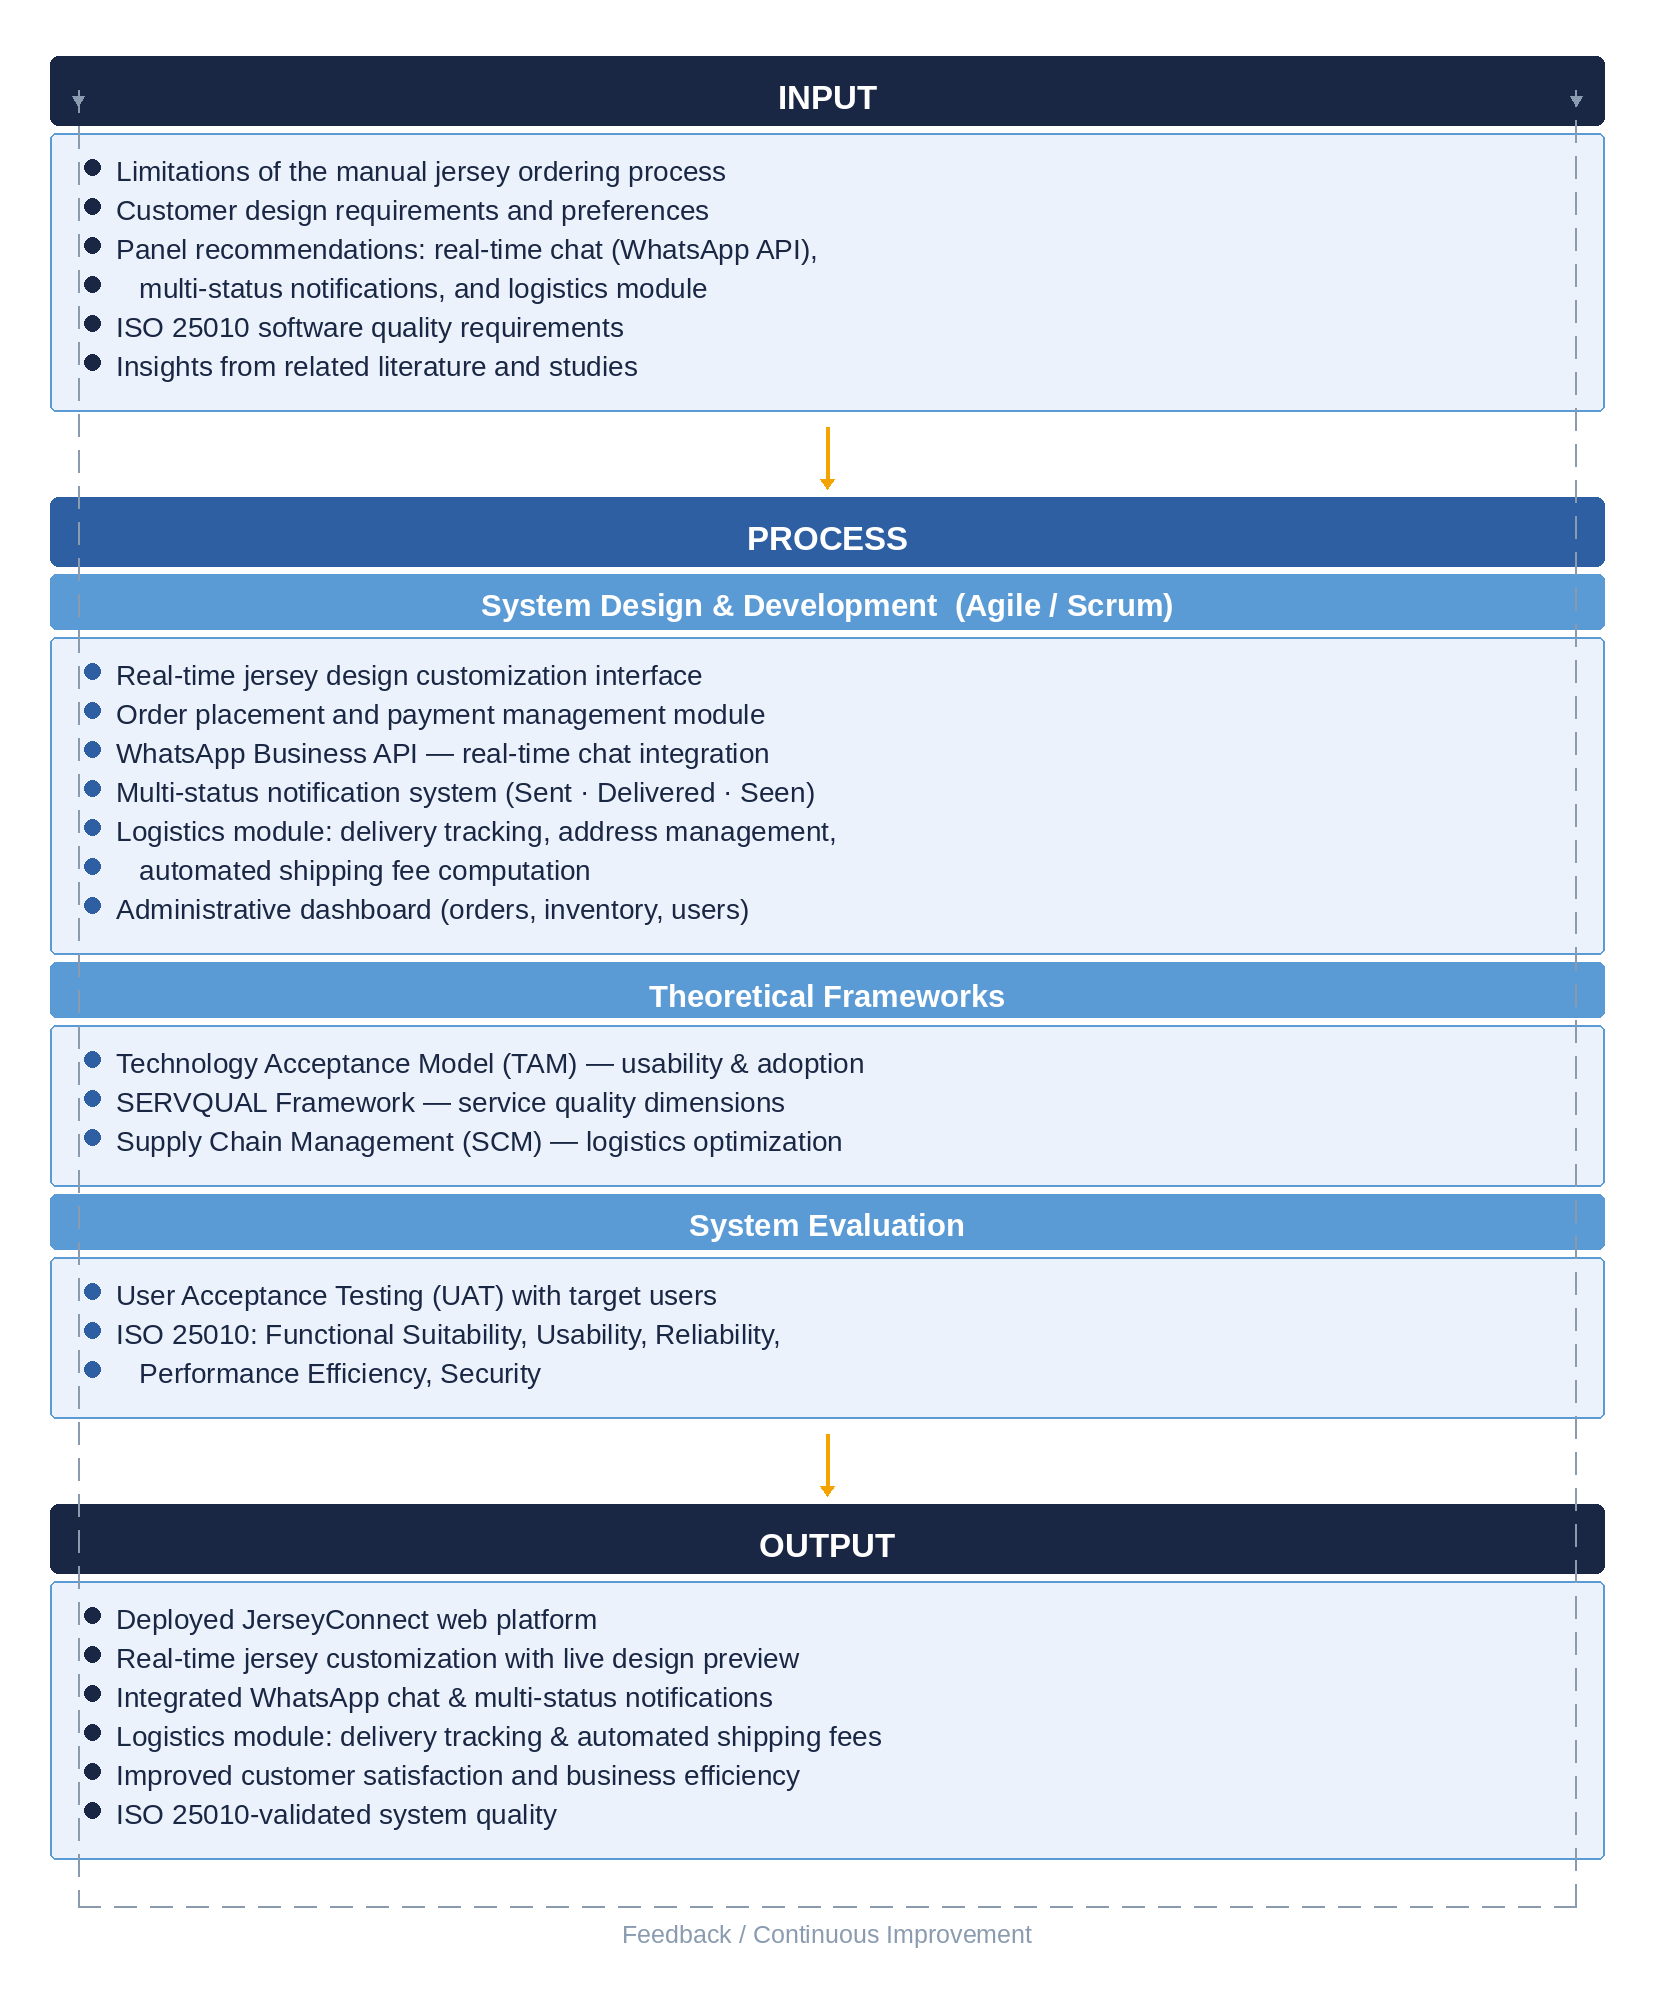 INPUT
Limitations of the manual jersey ordering process
Customer design requirements and preferences
Panel recommendations: real-time chat (WhatsApp API),
multi-status notifications, and logistics module
ISO 25010 software quality requirements
Insights from related literature and studies
PROCESS
System Design & Development (Agile / Scrum)
Real-time jersey design customization interface
Order placement and payment management module
WhatsApp Business API — real-time chat integration
Multi-status notification system (Sent · Delivered · Seen)
Logistics module: delivery tracking, address management,
automated shipping fee computation
Administrative dashboard (orders, inventory, users)
Theoretical Frameworks
Technology Acceptance Model (TAM) — usability & adoption
SERVQUAL Framework — service quality dimensions
Supply Chain Management (SCM) — logistics optimization
System Evaluation
User Acceptance Testing (UAT) with target users
ISO 25010: Functional Suitability, Usability, Reliability,
Performance Efficiency, Security
OUTPUT
Deployed JerseyConnect web platform
Real-time jersey customization with live design preview
Integrated WhatsApp chat & multi-status notifications
Logistics module: delivery tracking & automated shipping fees
Improved customer satisfaction and business efficiency
ISO 25010-validated system quality
Feedback / Continuous Improvement